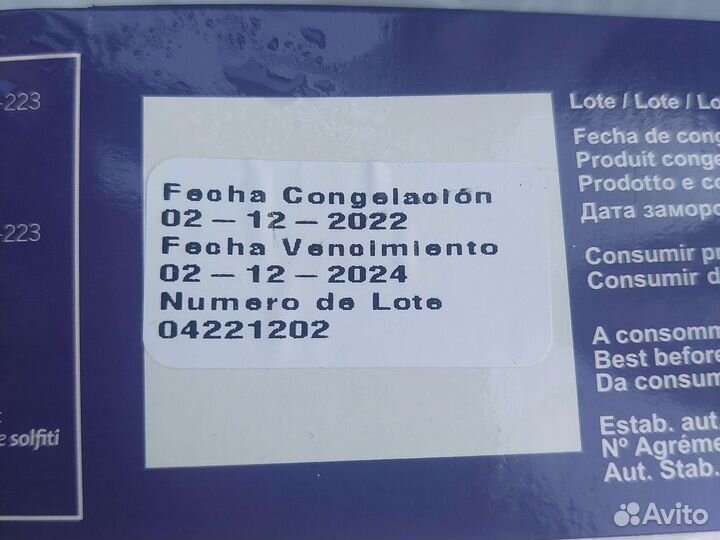 -223
-223
e solfiti
Fecha Congelación
02-12-2022
Fecha Vencimiento
02-12-2024
Numero de Lote
04221202
Lote / Lote / Lo
Fecha de cong
Produit conge
Prodotto e co
Дата заморо
Consumir pr
Consumir d
A consomm
Best before
Da consum
Estab. aut.
Nº Agréme
Aut. Stab.
Avito